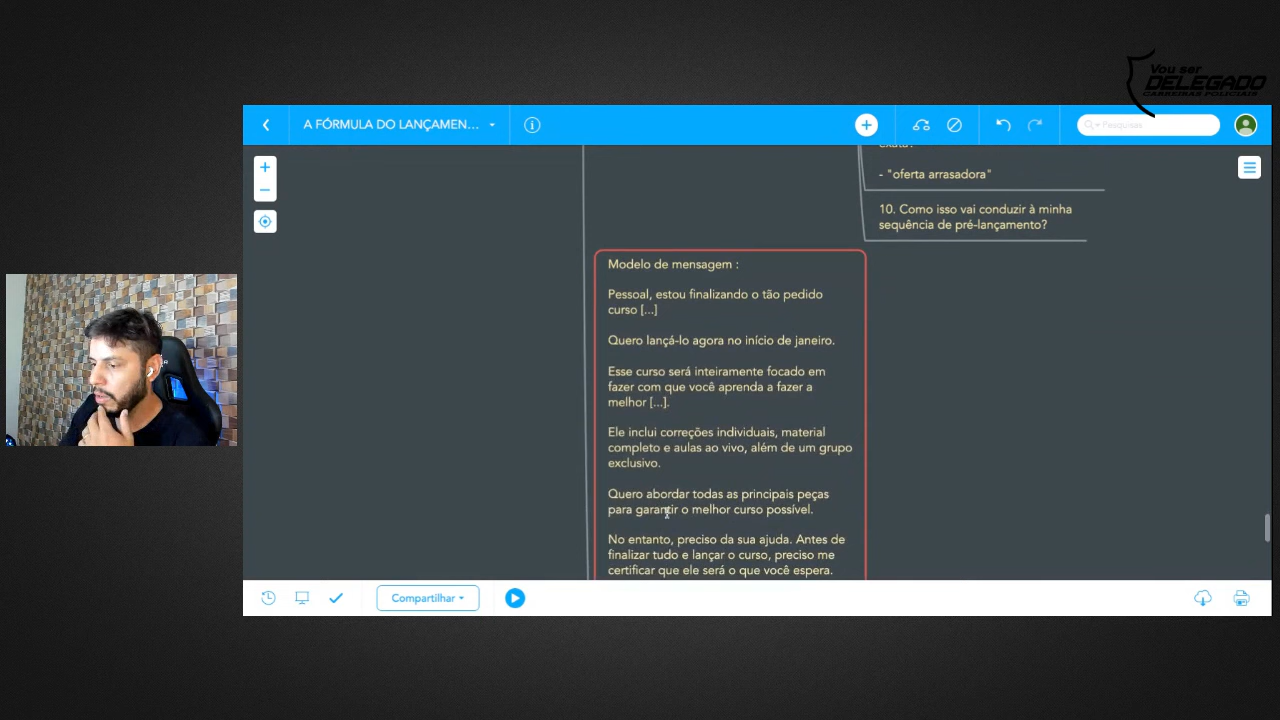 Vou ser
DELEGADO
CARREIRAS POLICIAIS
A FÓRMULA DO LANÇAMEN...
Pesquisar...
exata?
- "oferta arrasadora"
10. Como isso vai conduzir à minha
sequência de pré-lançamento?
Modelo de mensagem :
Pessoal, estou finalizando o tão pedido
curso [...]
Quero lançá-lo agora no início de janeiro.
Esse curso será inteiramente focado em
fazer com que você aprenda a fazer a
melhor [...].
Ele inclui correções individuais, material
completo e aulas ao vivo, além de um grupo
exclusivo.
Quero abordar todas as principais peças
para garantir o melhor curso possível.
No entanto, preciso da sua ajuda. Antes de
finalizar tudo e lançar o curso, preciso me
certificar que ele será o que você espera.
Compartilhar